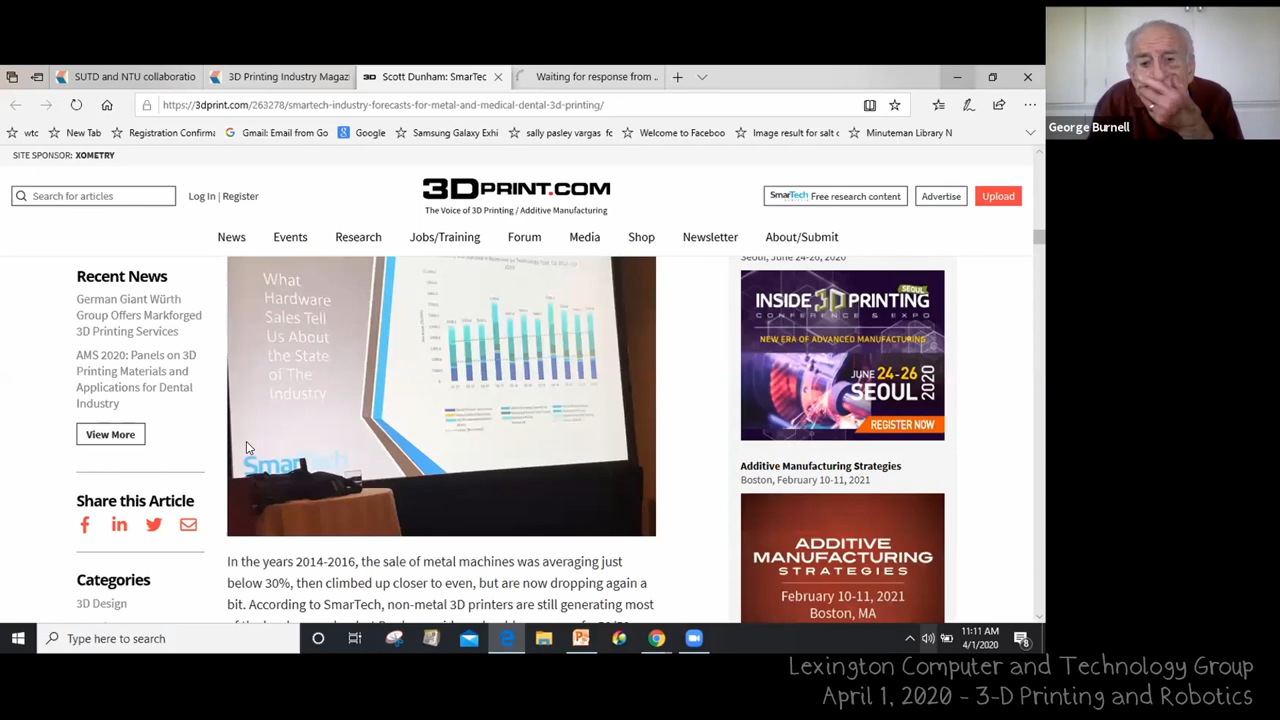 SUTD and NTU collaboratio
3D Printing Industry Magazi
3D Scott Dunham: SmarTec
Waiting for response from ..
https://3dprint.com/263278/smartech-industry-forecasts-for-metal-and-medical-dental-3d-printing/
wtc
New Tab
Registration Confirma
G Gmail: Email from Go
g Google
Samsung Galaxy Exhi
sally pasley vargas fc
Welcome to Faceboo
Image result for salt c
Minuteman Library N
George Burnell
SITE SPONSOR: XOMETRY
Search for articles
Log In | Register
3DPRINT.COM
The Voice of 3D Printing / Additive Manufacturing
SmarTech Free research content
Advertise
Upload
News
Events
Research
Jobs/Training
Forum
Media
Shop
Newsletter
About/Submit
Recent News
German Giant Würth
Group Offers Markforged
3D Printing Services
AMS 2020: Panels on 3D
Printing Materials and
Applications for Dental
Industry
View More
Share this Article
Categories
3D Design
What
Hardware
Sales Tell
Us About
the State
of The
Industry
SmarTech
In the years 2014-2016, the sale of metal machines was averaging just
below 30%, then climbed up closer to even, but are now dropping again a
bit. According to SmarTech, non-metal 3D printers are still generating most
Seoul, June 24-26, 2020
INSIDE 3D PRINTING
SEOUL
CONFERENCE & EXPO
NEW ERA OF ADVANCED MANUFACTURING
JUNE 24-26
SEOUL 2020
REGISTER NOW
Additive Manufacturing Strategies
Boston, February 10-11, 2021
ADDITIVE
MANUFACTURING
STRATEGIES
February 10-11, 2021
Boston, MA
Type here to search
11:11 AM
4/1/2020
8
Lexington Computer and Technology Group
April 1, 2020 - 3-D Printing and Robotics